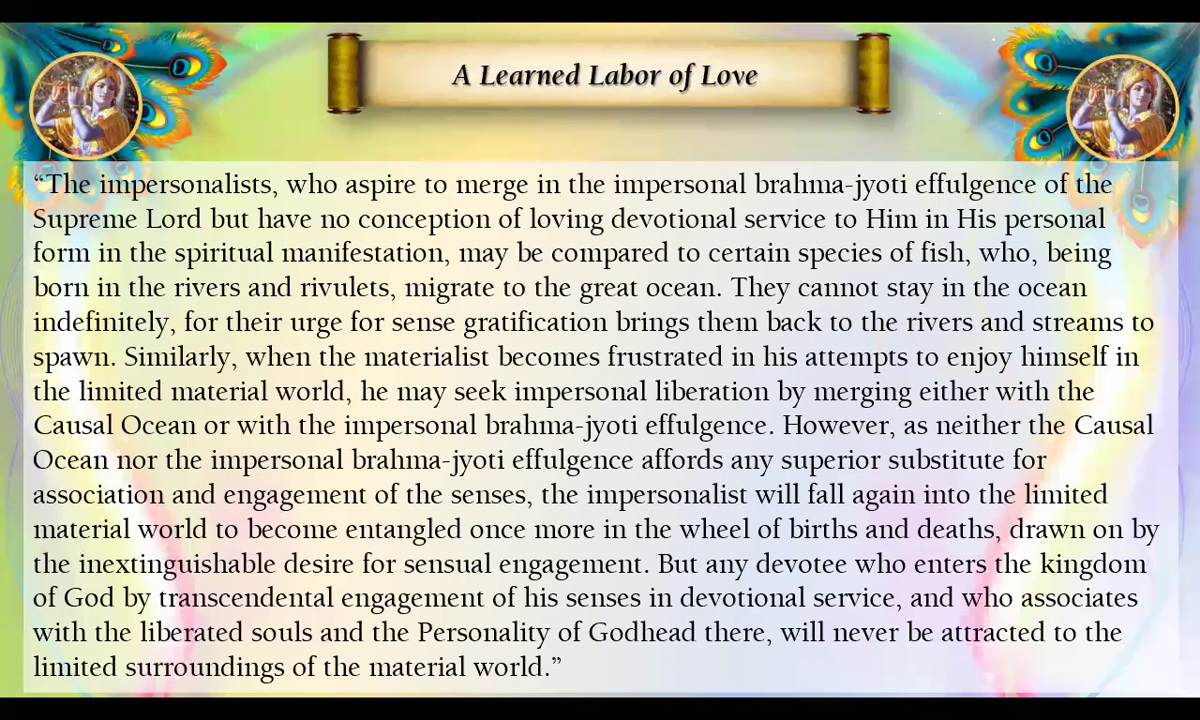 A Learned Labor of Love
“The impersonalists, who aspire to merge in the impersonal brahma-jyoti effulgence of the
Supreme Lord but have no conception of loving devotional service to Him in His personal
form in the spiritual manifestation, may be compared to certain species of fish, who, being
born in the rivers and rivulets, migrate to the great ocean. They cannot stay in the ocean
indefinitely, for their urge for sense gratification brings them back to the rivers and streams to
spawn. Similarly, when the materialist becomes frustrated in his attempts to enjoy himself in
the limited material world, he may seek impersonal liberation by merging either with the
Causal Ocean or with the impersonal brahma-jyoti effulgence. However, as neither the Causal
Ocean nor the impersonal brahma-jyoti effulgence affords any superior substitute for
association and engagement of the senses, the impersonalist will fall again into the limited
material world to become entangled once more in the wheel of births and deaths, drawn on by
the inextinguishable desire for sensual engagement. But any devotee who enters the kingdom
of God by transcendental engagement of his senses in devotional service, and who associates
with the liberated souls and the Personality of Godhead there, will never be attracted to the
limited surroundings of the material world.”